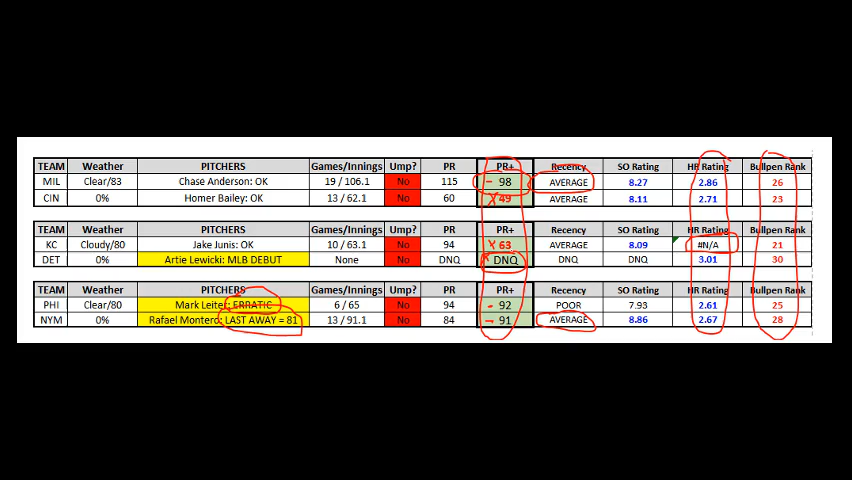 TEAM Weather PITCHERS Games/Innings Ump? PR PR+ Recency SO Rating HR Rating Bullpen Rank
MIL Clear/83 Chase Anderson: OK 19 / 106.1 No 115 98 AVERAGE 8.27 2.86 26
CIN 0% Homer Bailey: OK 13 / 62.1 No 60 49 AVERAGE 8.11 2.71 23
TEAM Weather PITCHERS Games/Innings Ump? PR PR+ Recency SO Rating HR Rating Bullpen Rank
KC Cloudy/80 Jake Junis: OK 10 / 63.1 No 94 63 AVERAGE 8.09 #N/A 21
DET 0% Artie Lewicki: MLB DEBUT None No DNQ DNQ DNQ DNQ 3.01 30
TEAM Weather PITCHERS Games/Innings Ump? PR PR+ Recency SO Rating HR Rating Bullpen Rank
PHI Clear/80 Mark Leiter: ERRATIC 6 / 65 No 94 92 POOR 7.93 2.61 25
NYM 0% Rafael Montero: LAST AWAY = 81 13 / 91.1 No 84 91 AVERAGE 8.86 2.67 28